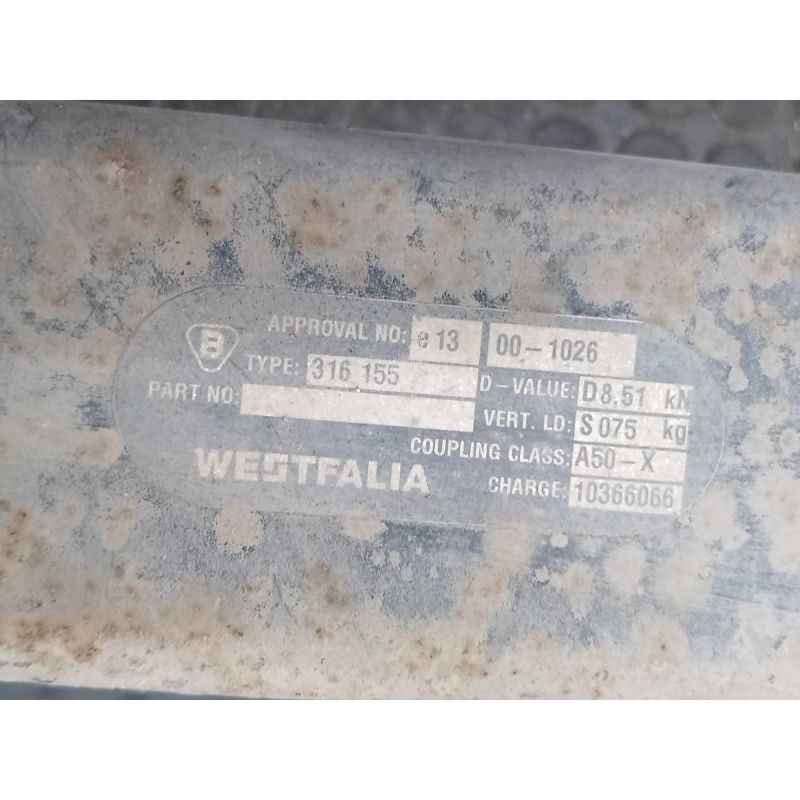 APPROVAL NO: e 13 00-1026
TYPE: 316 155 D-VALUE: D 8,51 kN
PART NO: VERT. LD: S 075 kg
COUPLING CLASS: A50-X
WESTFALIA CHARGE: 10366066